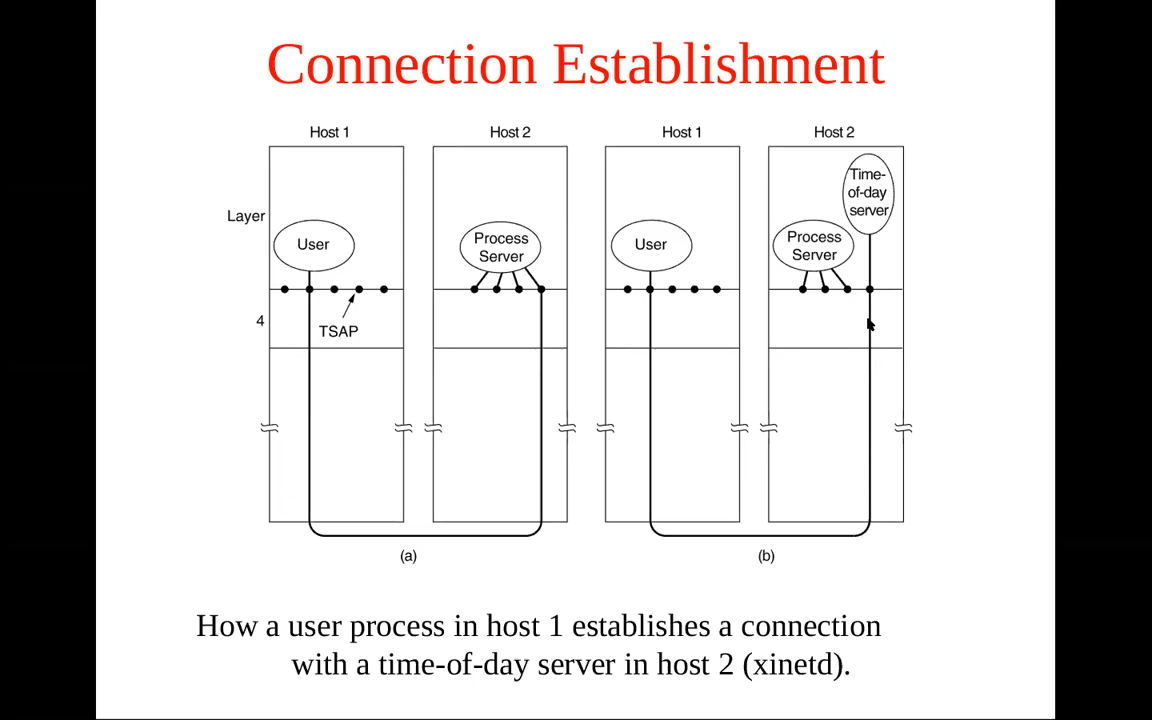 Connection Establishment
Host 1
Host 2
Host 1
Host 2
Time-
of-day
server
Layer
User
Process
Server
User
Process
Server
4
TSAP
(a)
(b)
How a user process in host 1 establishes a connection
with a time-of-day server in host 2 (xinetd).